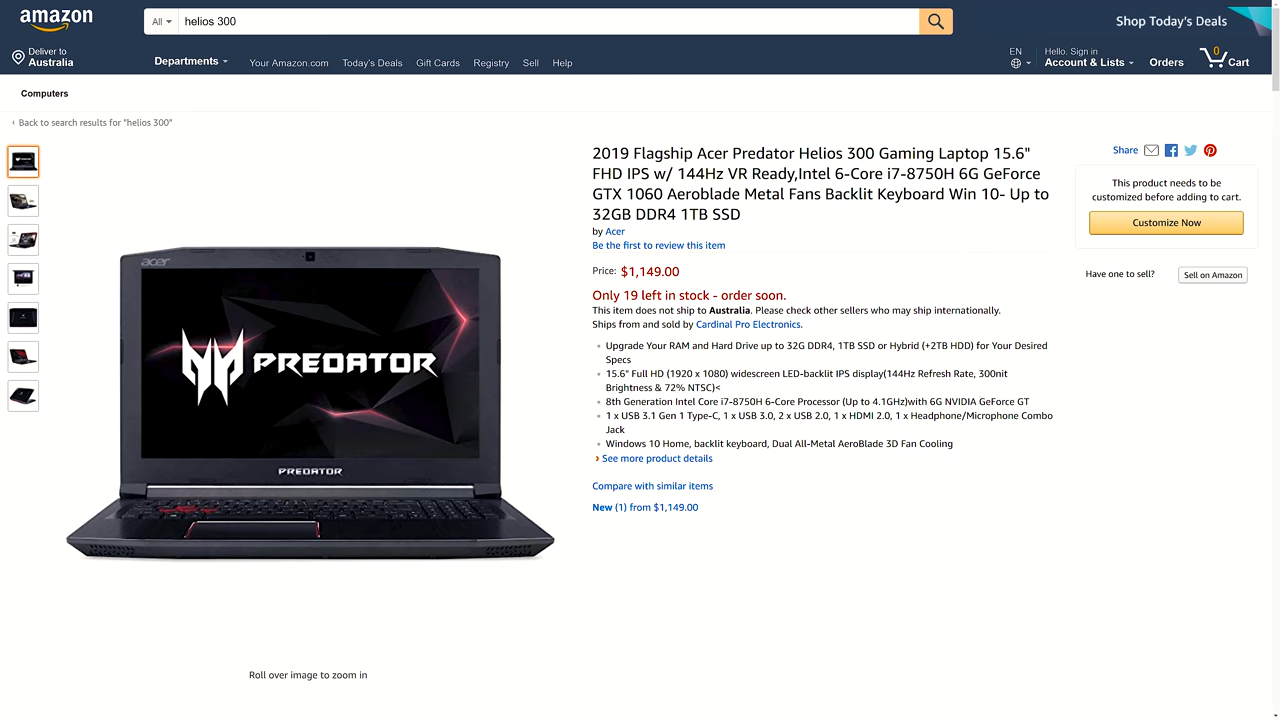 amazon
All
helios 300
Shop Today's Deals
Deliver to
Australia
Departments
Your Amazon.com
Today's Deals
Gift Cards
Registry
Sell
Help
EN
Hello. Sign in
Account & Lists
Orders
0
Cart
Computers
‹ Back to search results for "helios 300"
acer
PREDATOR
PREDATOR
Roll over image to zoom in
2019 Flagship Acer Predator Helios 300 Gaming Laptop 15.6"
FHD IPS w/ 144Hz VR Ready,Intel 6-Core i7-8750H 6G GeForce
GTX 1060 Aeroblade Metal Fans Backlit Keyboard Win 10- Up to
32GB DDR4 1TB SSD
by Acer
Be the first to review this item
Price: $1,149.00
Only 19 left in stock - order soon.
This item does not ship to Australia. Please check other sellers who may ship internationally.
Ships from and sold by Cardinal Pro Electronics.
Upgrade Your RAM and Hard Drive up to 32G DDR4, 1TB SSD or Hybrid (+2TB HDD) for Your Desired
Specs
15.6" Full HD (1920 x 1080) widescreen LED-backlit IPS display(144Hz Refresh Rate, 300nit
Brightness & 72% NTSC)<
8th Generation Intel Core i7-8750H 6-Core Processor (Up to 4.1GHz)with 6G NVIDIA GeForce GT
1 x USB 3.1 Gen 1 Type-C, 1 x USB 3.0, 2 x USB 2.0, 1 x HDMI 2.0, 1 x Headphone/Microphone Combo
Jack
Windows 10 Home, backlit keyboard, Dual All-Metal AeroBlade 3D Fan Cooling
› See more product details
Compare with similar items
New (1) from $1,149.00
Share
This product needs to be
customized before adding to cart.
Customize Now
Have one to sell?
Sell on Amazon